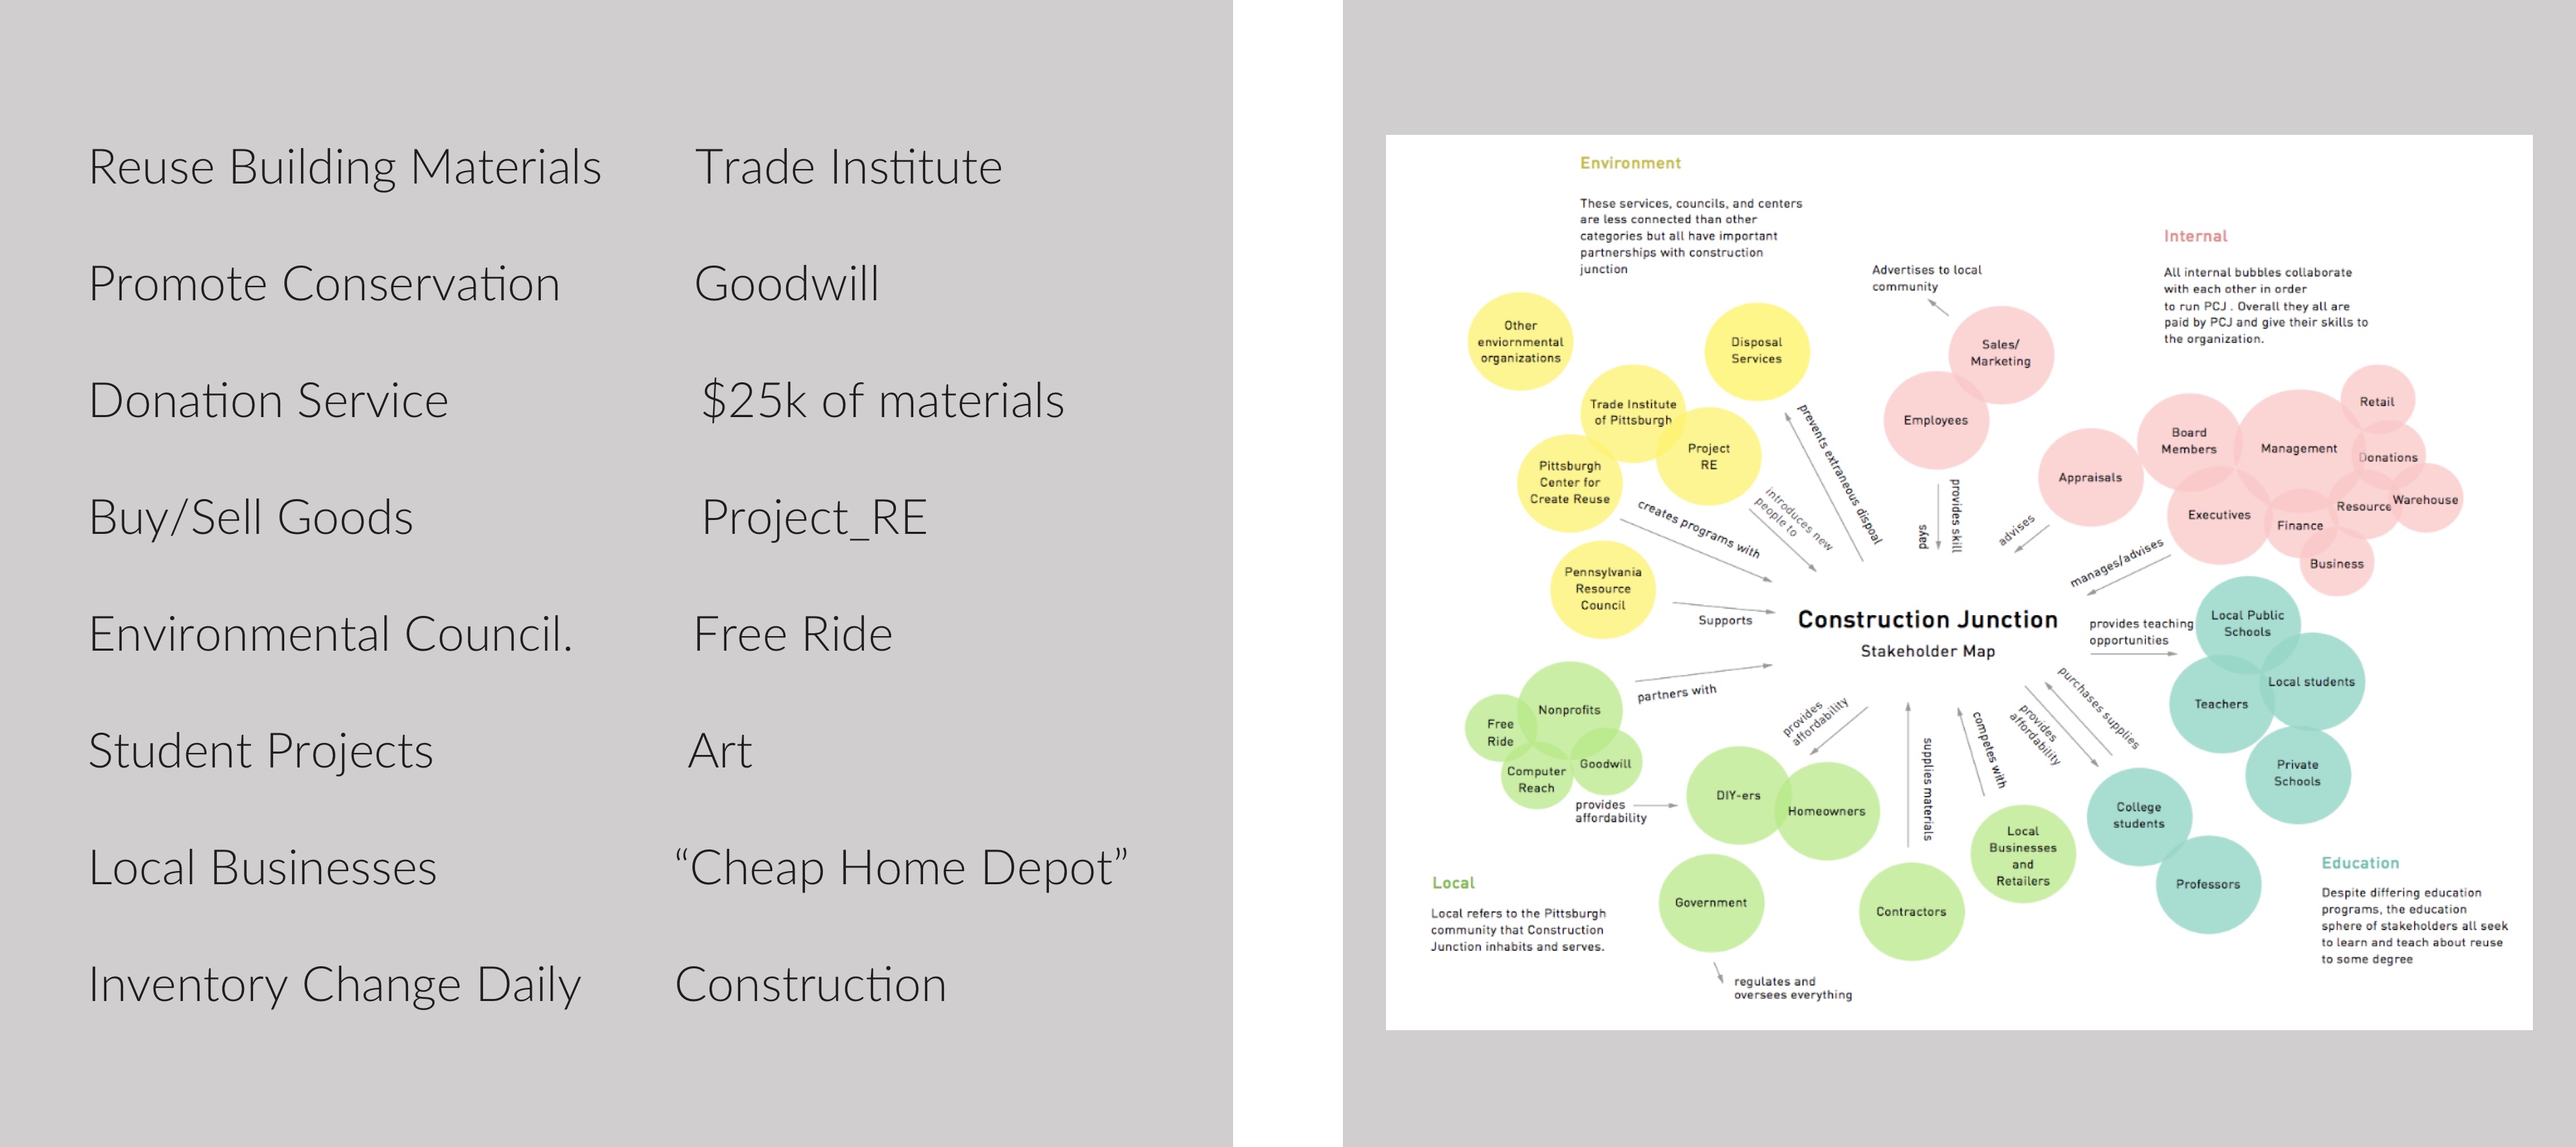 Reuse Building Materials
Promote Conservation
Donation Service
Buy/Sell Goods
Environmental Council.
Student Projects
Local Businesses
Inventory Change Daily
Trade Institute
Goodwill
$25k of materials
Project_RE
Free Ride
Art
“Cheap Home Depot”
Construction
Environment
These services, councils, and centers
are less connected than other
categories but all have important
partnerships with construction
junction
Internal
All internal bubbles collaborate
with each other in order
to run PCJ . Overall they all are
paid by PCJ and give their skills to
the organization.
Advertises to local
community
Other
enviornmental
organizations
Disposal
Services
Sales/
Marketing
Trade Institute
of Pittsburgh
Project
RE
Pittsburgh
Center for
Create Reuse
Pennsylvania
Resource
Council
Employees
Appraisals
Board
Members
Management
Retail
Donations
Warehouse
Resource
Executives
Finance
Business
creates programs with
introduces new
people to
prevents extraneous dispoal
pays
provides skill
advises
manages/advises
Supports
Construction Junction
Stakeholder Map
provides teaching
opportunities
Local Public
Schools
Local students
Teachers
Private
Schools
partners with
Nonprofits
Free
Ride
Computer
Reach
Goodwill
provides
affordability
provides
affordability
DIY-ers
Homeowners
supplies materials
competes with
provides
affordability
purchases supplies
College
students
Professors
Local
Businesses
and
Retailers
Contractors
Government
regulates and
oversees everything
Local
Local refers to the Pittsburgh
community that Construction
Junction inhabits and serves.
Education
Despite differing education
programs, the education
sphere of stakeholders all seek
to learn and teach about reuse
to some degree